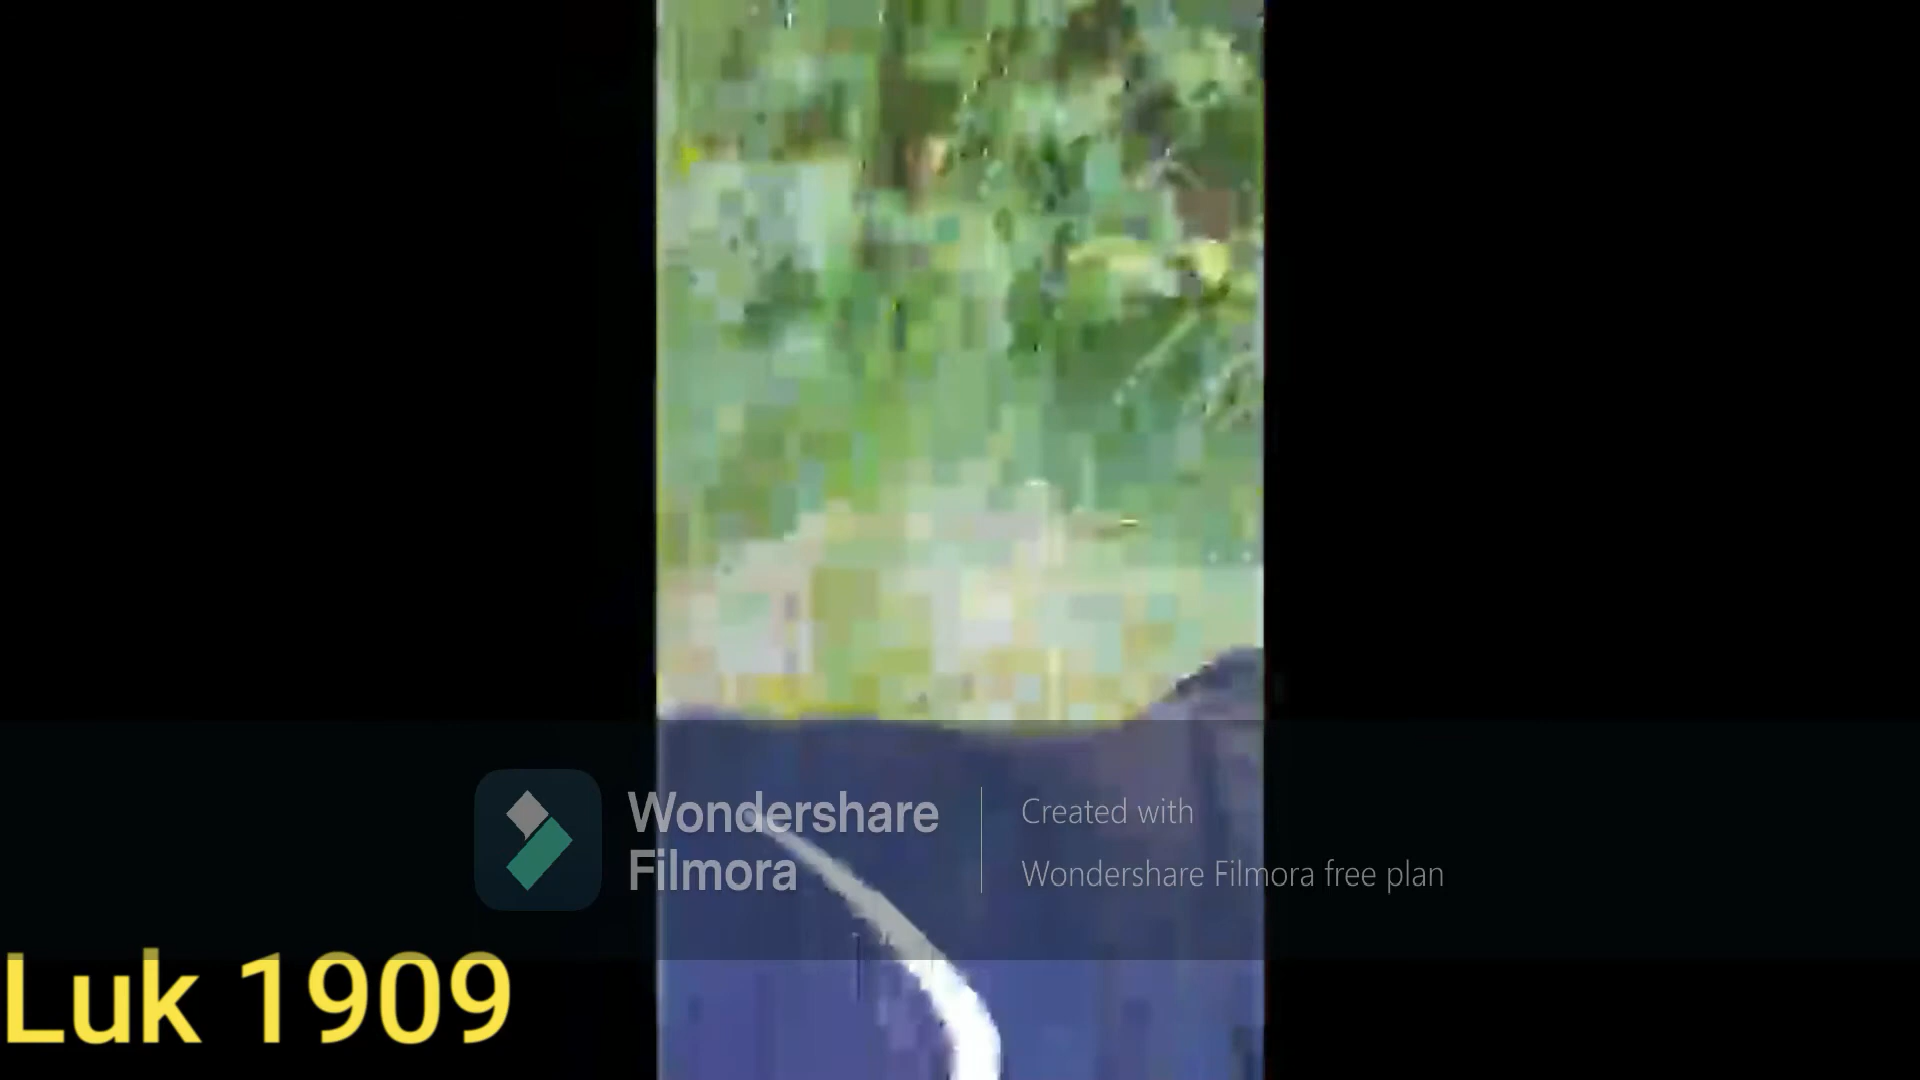 Wondershare
Filmora
Created with
Wondershare Filmora free plan
Luk 1909